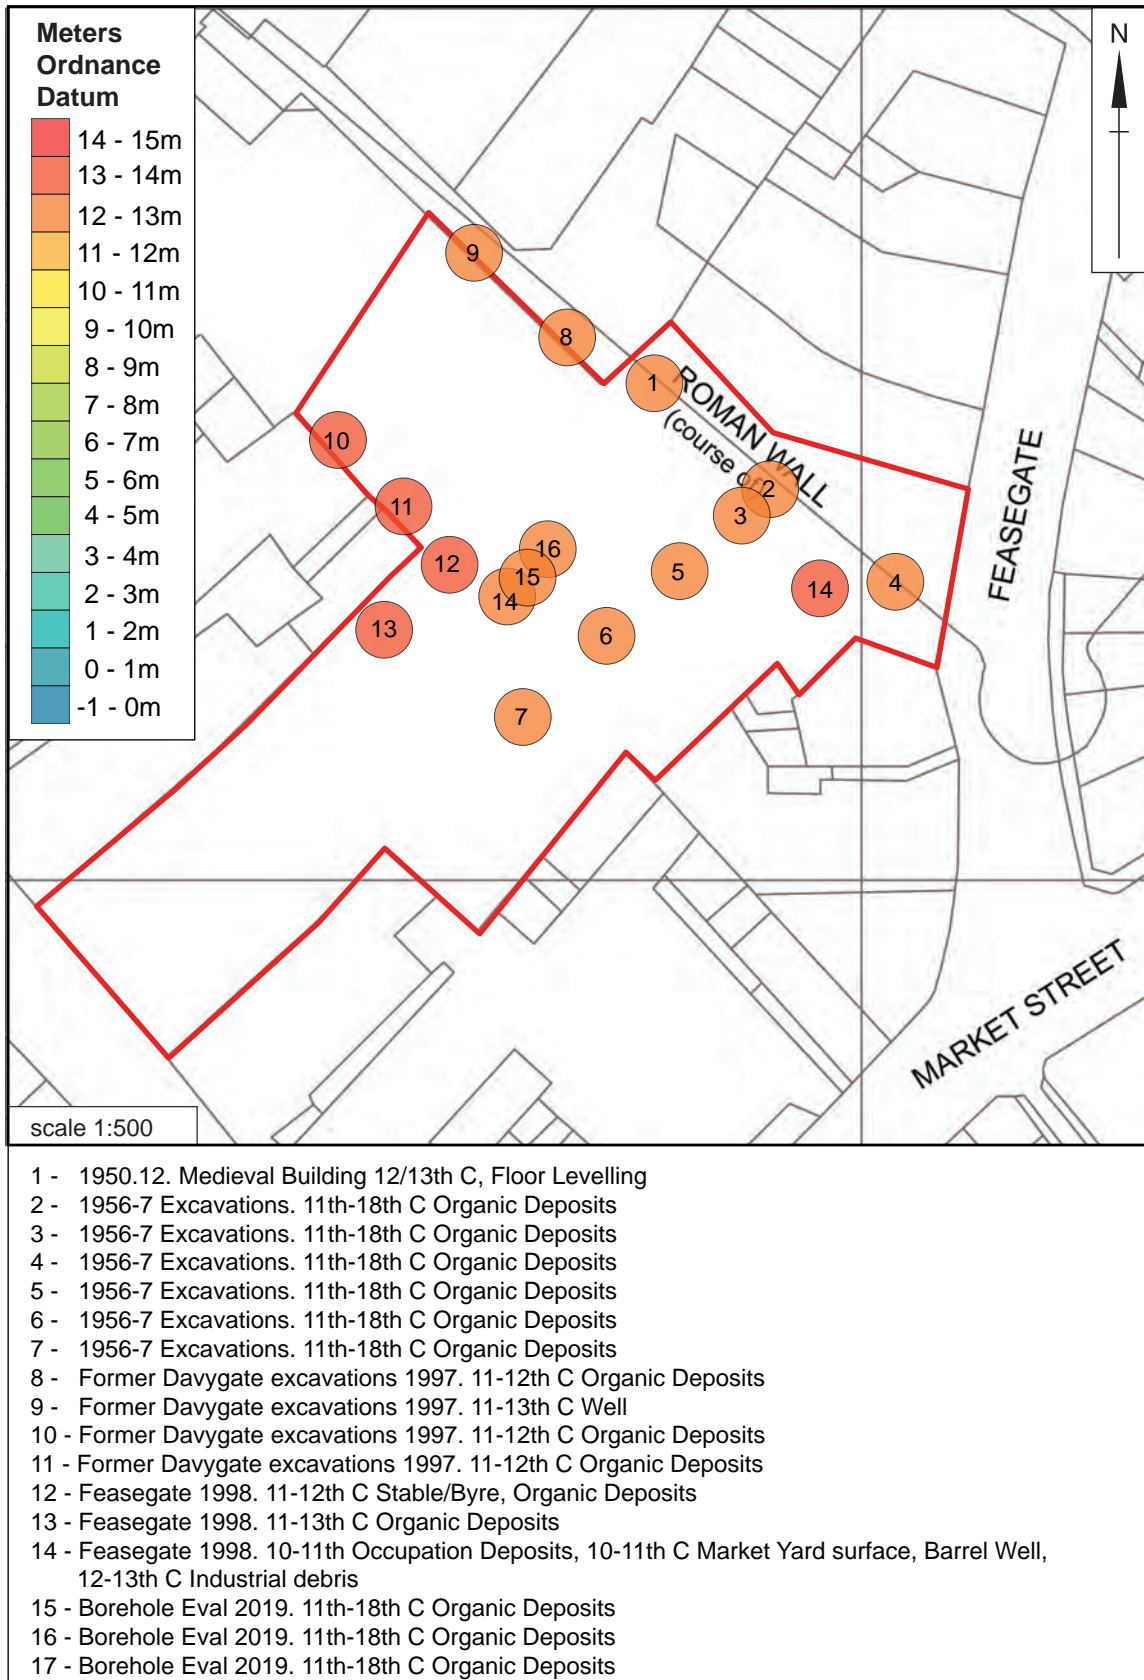 Meters
Ordnance
Datum
14 - 15m
13 - 14m
12 - 13m
11 - 12m
10 - 11m
9 - 10m
8 - 9m
7 - 8m
6 - 7m
5 - 6m
4 - 5m
3 - 4m
2 - 3m
1 - 2m
0 - 1m
-1 - 0m
N
9
8
1
ROMAN WALL
(course of)
10
11
2
3
FEASEGATE
16
12
15
5
14
14
4
13
6
7
MARKET STREET
scale 1:500
1 - 1950.12. Medieval Building 12/13th C, Floor Levelling
2 - 1956-7 Excavations. 11th-18th C Organic Deposits
3 - 1956-7 Excavations. 11th-18th C Organic Deposits
4 - 1956-7 Excavations. 11th-18th C Organic Deposits
5 - 1956-7 Excavations. 11th-18th C Organic Deposits
6 - 1956-7 Excavations. 11th-18th C Organic Deposits
7 - 1956-7 Excavations. 11th-18th C Organic Deposits
8 - Former Davygate excavations 1997. 11-12th C Organic Deposits
9 - Former Davygate excavations 1997. 11-13th C Well
10 - Former Davygate excavations 1997. 11-12th C Organic Deposits
11 - Former Davygate excavations 1997. 11-12th C Organic Deposits
12 - Feasegate 1998. 11-12th C Stable/Byre, Organic Deposits
13 - Feasegate 1998. 11-13th C Organic Deposits
14 - Feasegate 1998. 10-11th Occupation Deposits, 10-11th C Market Yard surface, Barrel Well,
12-13th C Industrial debris
15 - Borehole Eval 2019. 11th-18th C Organic Deposits
16 - Borehole Eval 2019. 11th-18th C Organic Deposits
17 - Borehole Eval 2019. 11th-18th C Organic Deposits